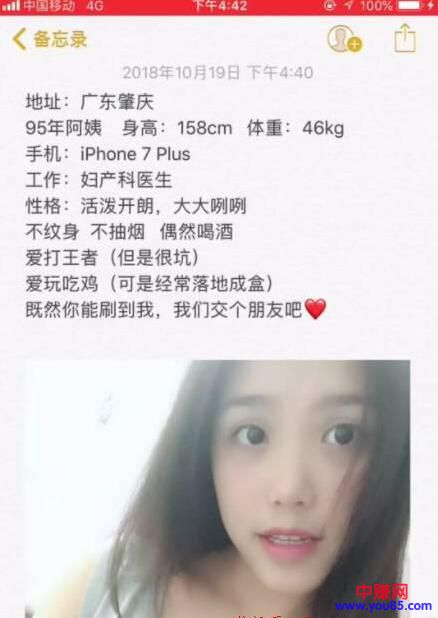 中国移动 4G 下午4:42 100%
备忘录
2018年10月19日 下午4:40
地址：广东肇庆
95年阿姨 身高：158cm 体重：46kg
手机：iPhone 7 Plus
工作：妇产科医生
性格：活泼开朗，大大咧咧
不纹身 不抽烟 偶然喝酒
爱打王者（但是很坑）
爱玩吃鸡（可是经常落地成盒）
既然你能刷到我，我们交个朋友吧❤️
中赚网
www.you85.com